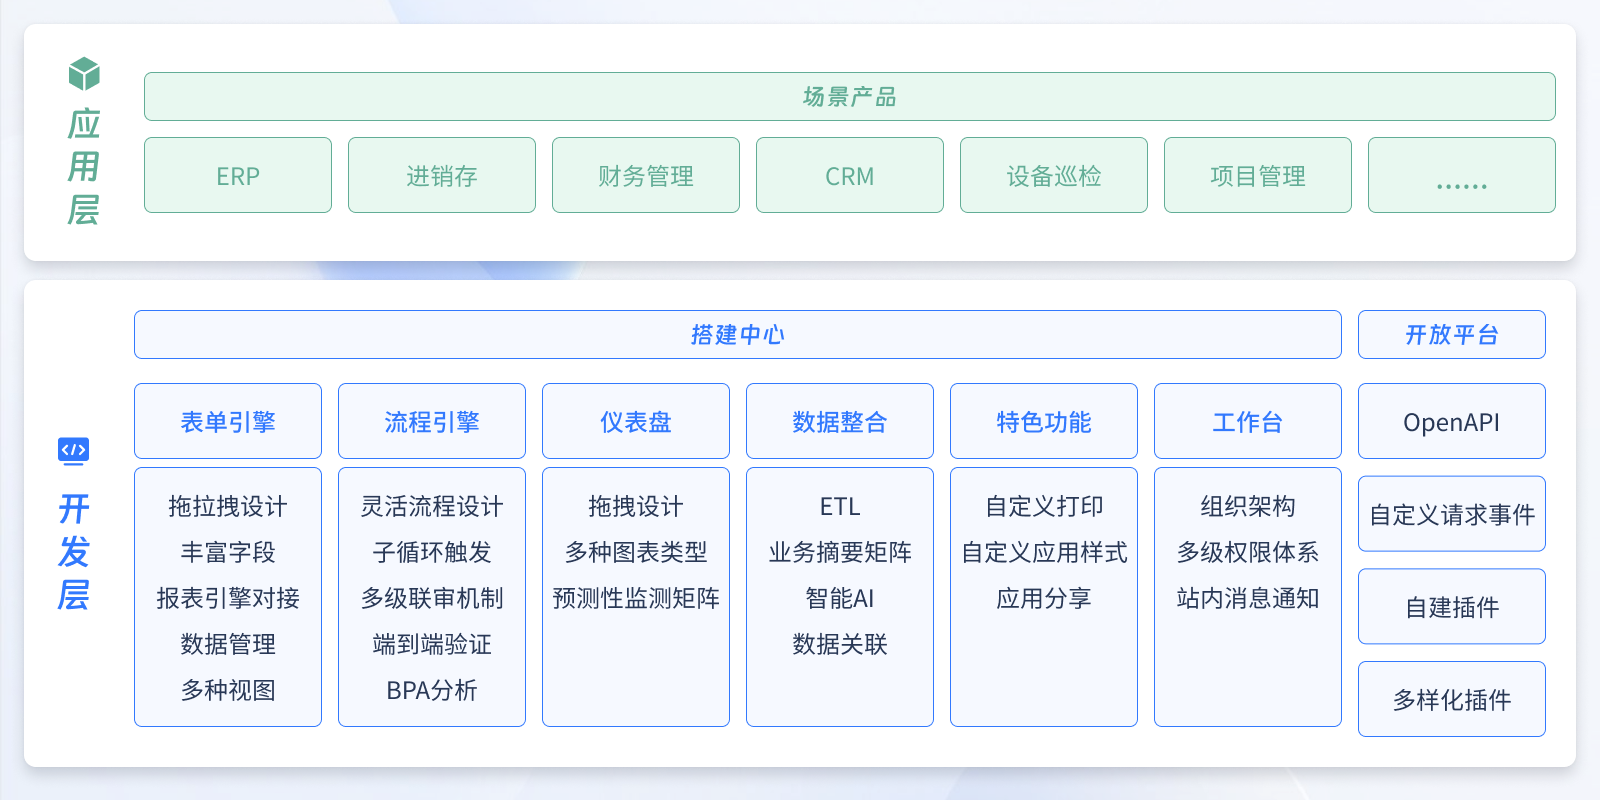 应用层
场景产品
ERP
进销存
财务管理
CRM
设备巡检
项目管理
......
开发层
搭建中心
表单引擎
拖拉拽设计
丰富字段
报表引擎对接
数据管理
多种视图
流程引擎
灵活流程设计
子循环触发
多级联审机制
端到端验证
BPA分析
仪表盘
拖拽设计
多种图表类型
预测性监测矩阵
数据整合
ETL
业务摘要矩阵
智能AI
数据关联
特色功能
自定义打印
自定义应用样式
应用分享
工作台
组织架构
多级权限体系
站内消息通知
开放平台
OpenAPI
自定义请求事件
自建插件
多样化插件